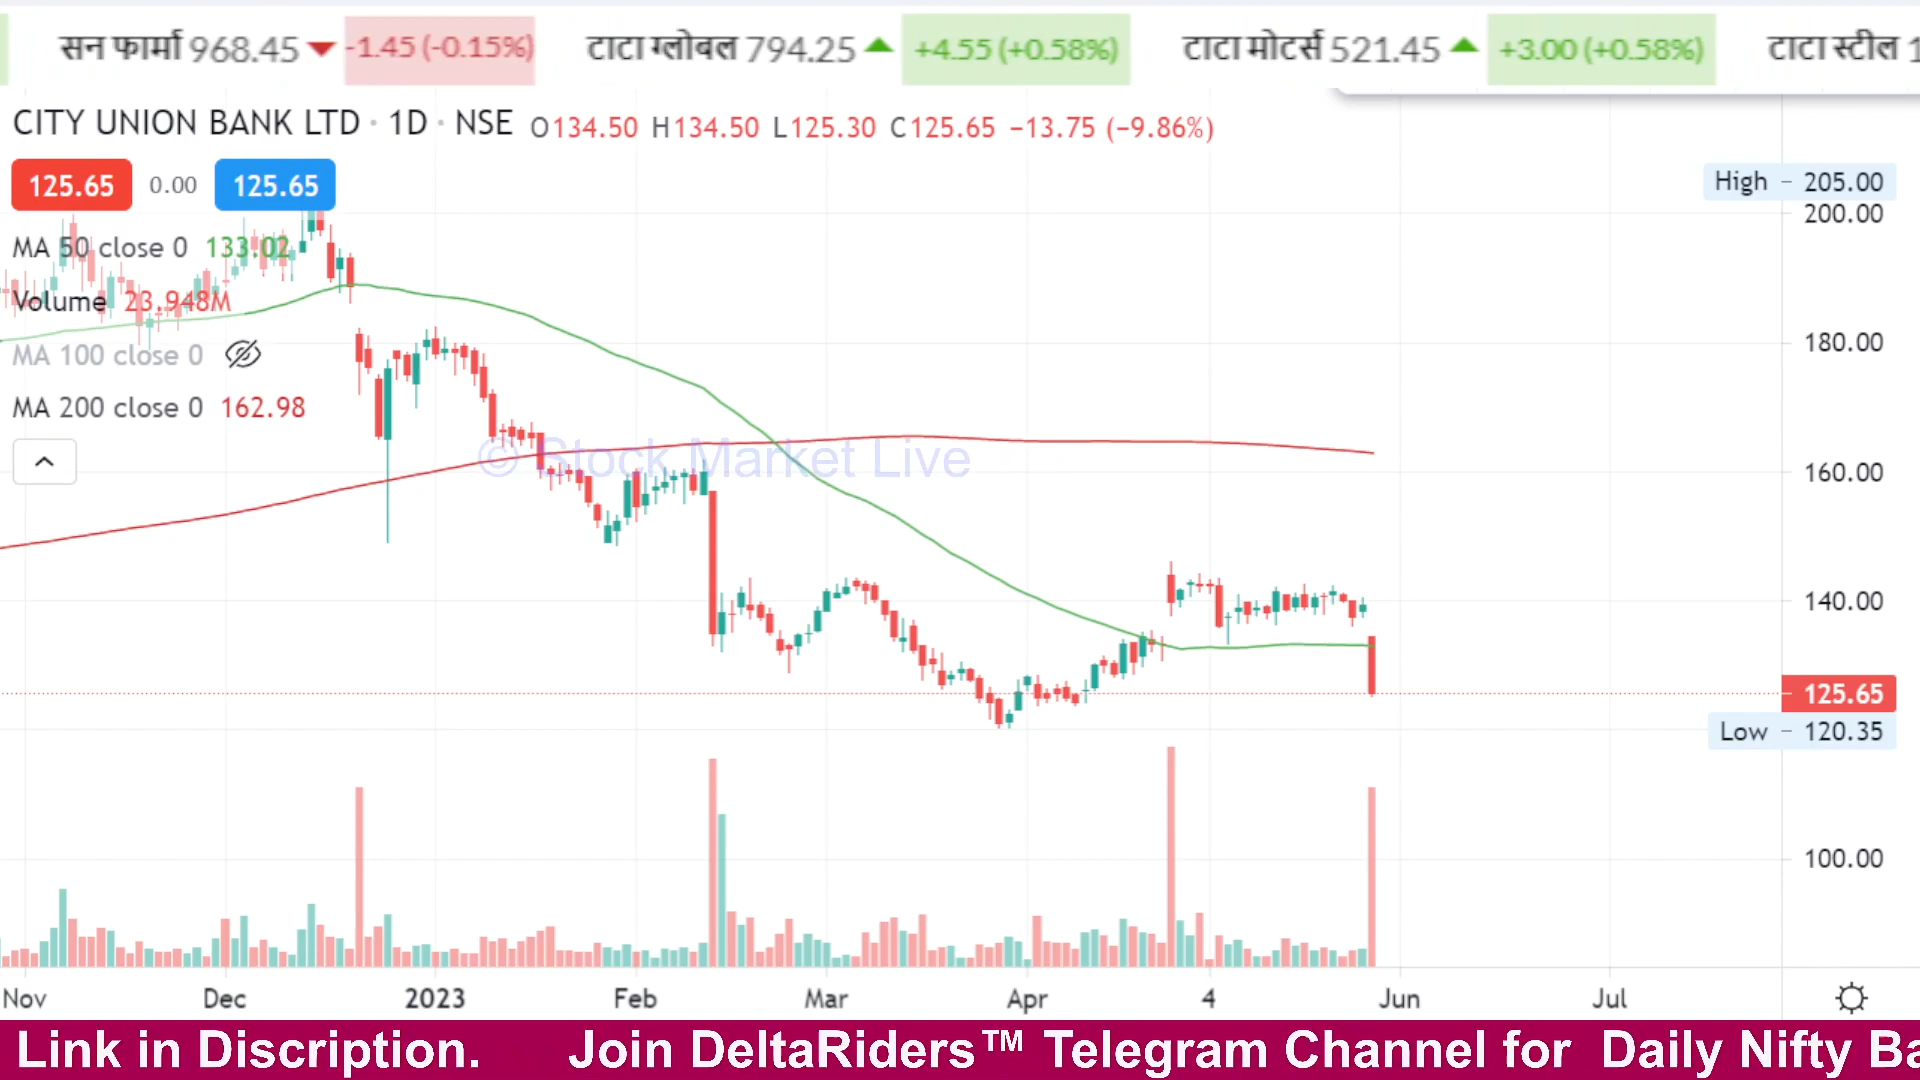 सन फार्मा 968.45 ▼ -1.45 (-0.15%) टाटा ग्लोबल 794.25 ▲ +4.55 (+0.58%) टाटा मोटर्स 521.45 ▲ +3.00 (+0.58%) टाटा स्टील 1
CITY UNION BANK LTD · 1D · NSE O134.50 H134.50 L125.30 C125.65 −13.75 (−9.86%)
125.65 0.00 125.65
High - 205.00
200.00
MA 50 close 0 133.02
Volume 23.948M
180.00
MA 100 close 0
MA 200 close 0 162.98
© Stock Market Live
160.00
140.00
125.65
Low - 120.35
100.00
Nov Dec 2023 Feb Mar Apr 4 Jun Jul
Link in Discription. Join DeltaRiders™ Telegram Channel for Daily Nifty Ba